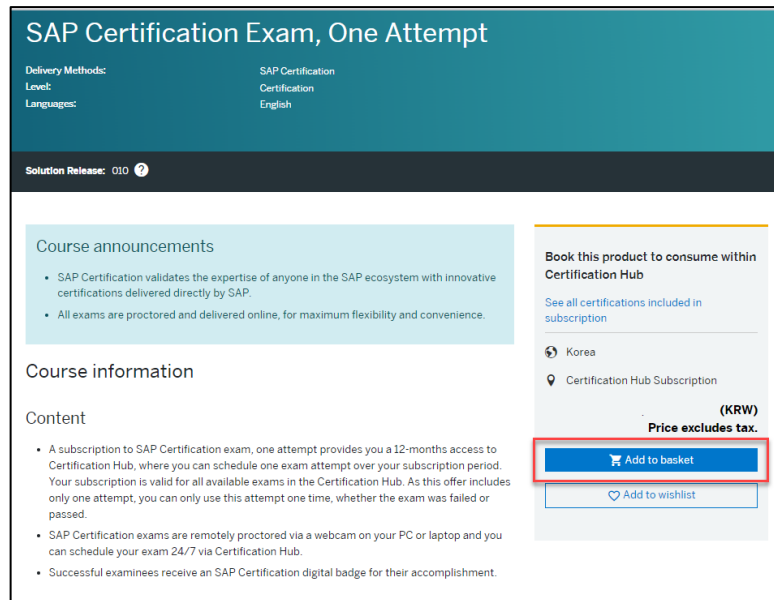 SAP Certification Exam, One Attempt
Delivery Methods: SAP Certification
Level: Certification
Languages: English
Solution Release: 010 ?
Course announcements
• SAP Certification validates the expertise of anyone in the SAP ecosystem with innovative
certifications delivered directly by SAP.
• All exams are proctored and delivered online, for maximum flexibility and convenience.
Course information
Content
• A subscription to SAP Certification exam, one attempt provides you a 12-months access to
Certification Hub, where you can schedule one exam attempt over your subscription period.
Your subscription is valid for all available exams in the Certification Hub. As this offer includes
only one attempt, you can only use this attempt one time, whether the exam was failed or
passed.
• SAP Certification exams are remotely proctored via a webcam on your PC or laptop and you
can schedule your exam 24/7 via Certification Hub.
• Successful examinees receive an SAP Certification digital badge for their accomplishment.
Book this product to consume within
Certification Hub
See all certifications included in
subscription
Korea
Certification Hub Subscription
(KRW)
Price excludes tax.
Add to basket
Add to wishlist